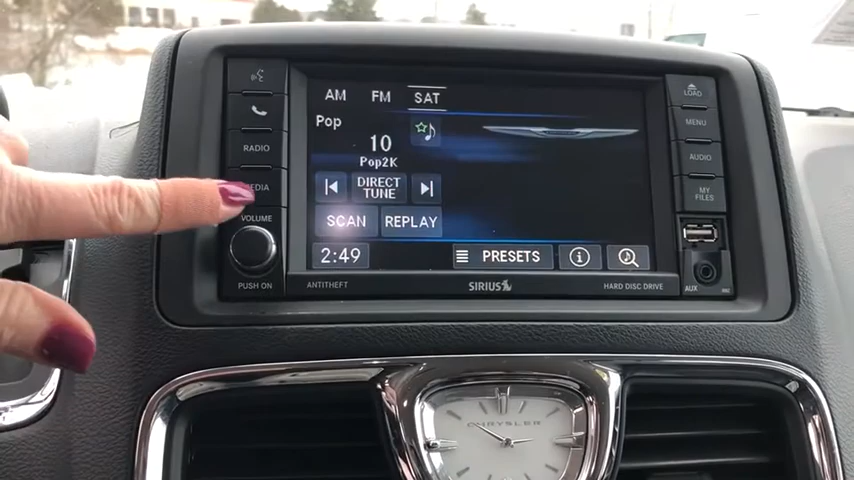 AM FM SAT
Pop
10
Pop2K
DIRECT
TUNE
SCAN REPLAY
2:49 PRESETS i
RADIO
VOLUME
PUSH ON
ANTITHEFT
SIRIUS
HARD DISC DRIVE
LOAD
MENU
AUDIO
MY
FILES
AUX
MIC
CHRYSLER